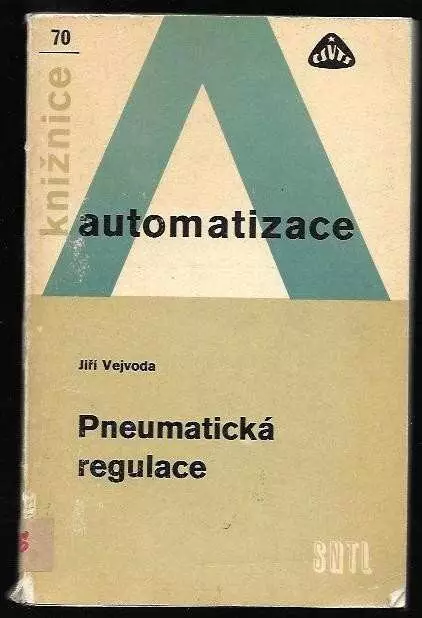 70
ČSVTS
knižnice
automatizace
Jiří Vejvoda
Pneumatická
regulace
SNTL